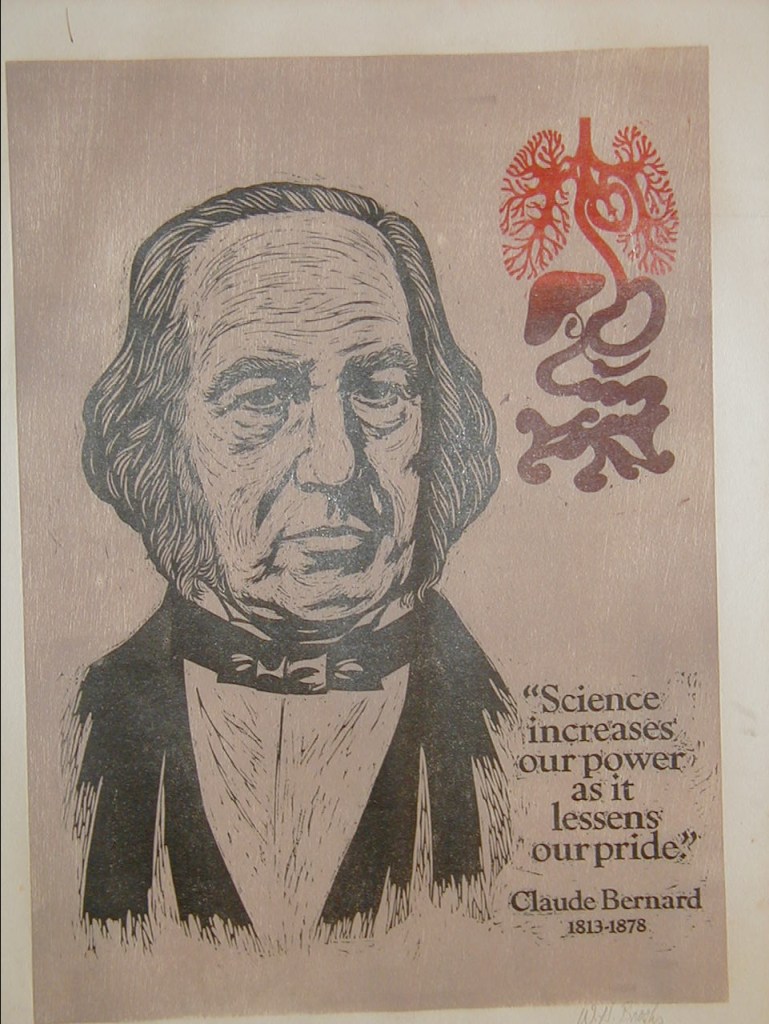 “Science
increases
our power
as it
lessens
our pride.”
Claude Bernard
1813-1878